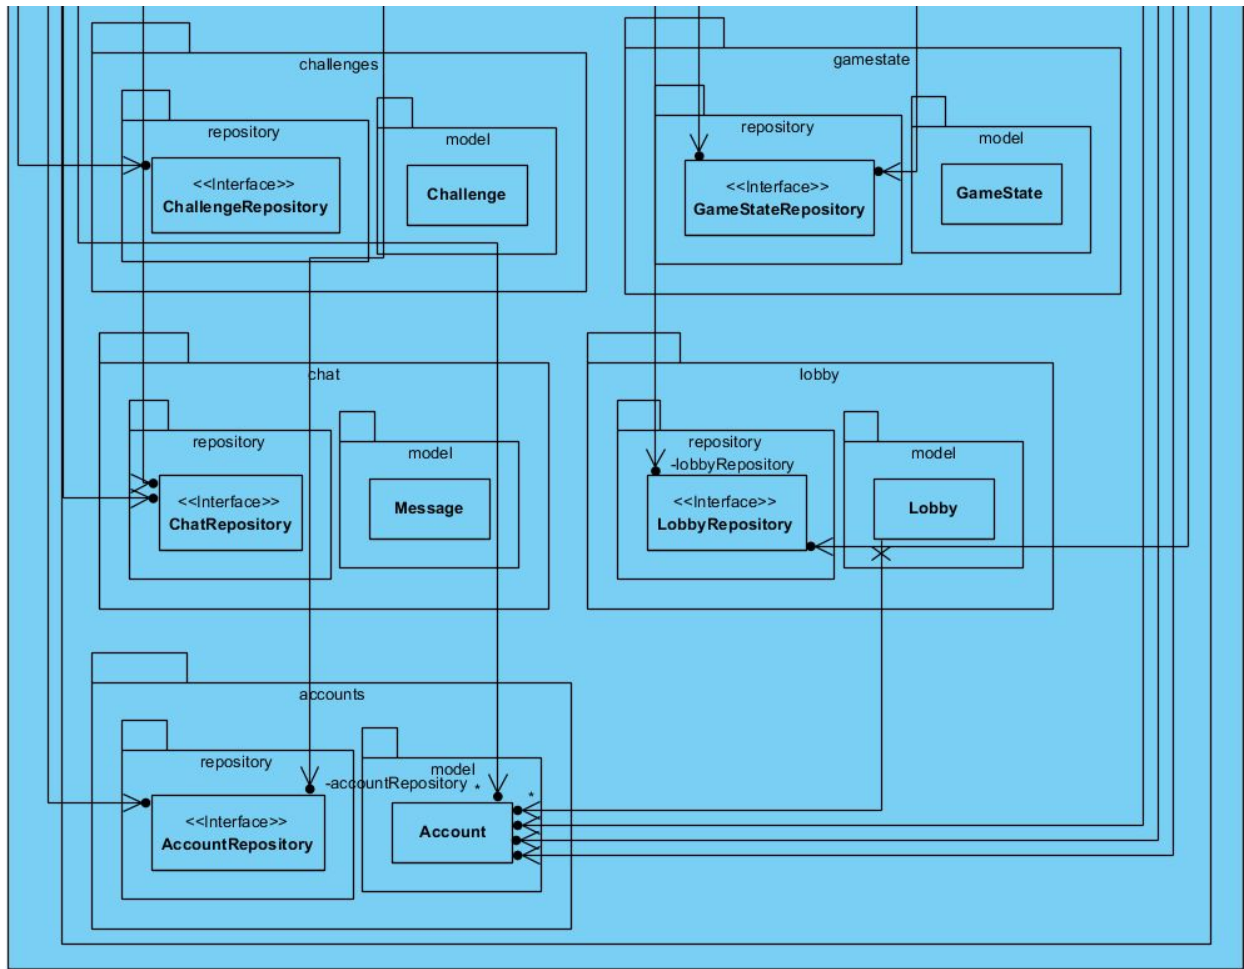 challenges
repository
<<Interface>>
ChallengeRepository
model
Challenge
gamestate
repository
<<Interface>>
GameStateRepository
model
GameState
chat
repository
<<Interface>>
ChatRepository
model
Message
lobby
repository
-lobbyRepository
<<Interface>>
LobbyRepository
model
Lobby
accounts
repository
-accountRepository
<<Interface>>
AccountRepository
model
*
*
Account